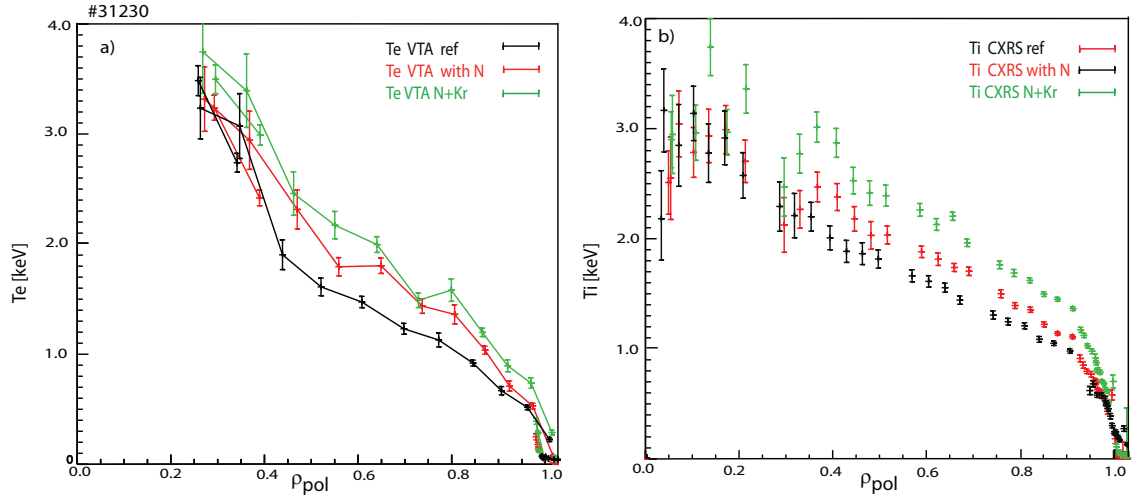 #31230
a)
Te VTA ref
Te VTA with N
Te VTA N+Kr
Te [keV]
4.0
3.0
2.0
1.0
0
0.0 0.2 0.4 0.6 0.8 1.0
ρpol
b)
Ti CXRS ref
Ti CXRS with N
Ti CXRS N+Kr
Ti [keV]
4.0
3.0
2.0
1.0
0.0 0.2 0.4 0.6 0.8 1.0
ρpol